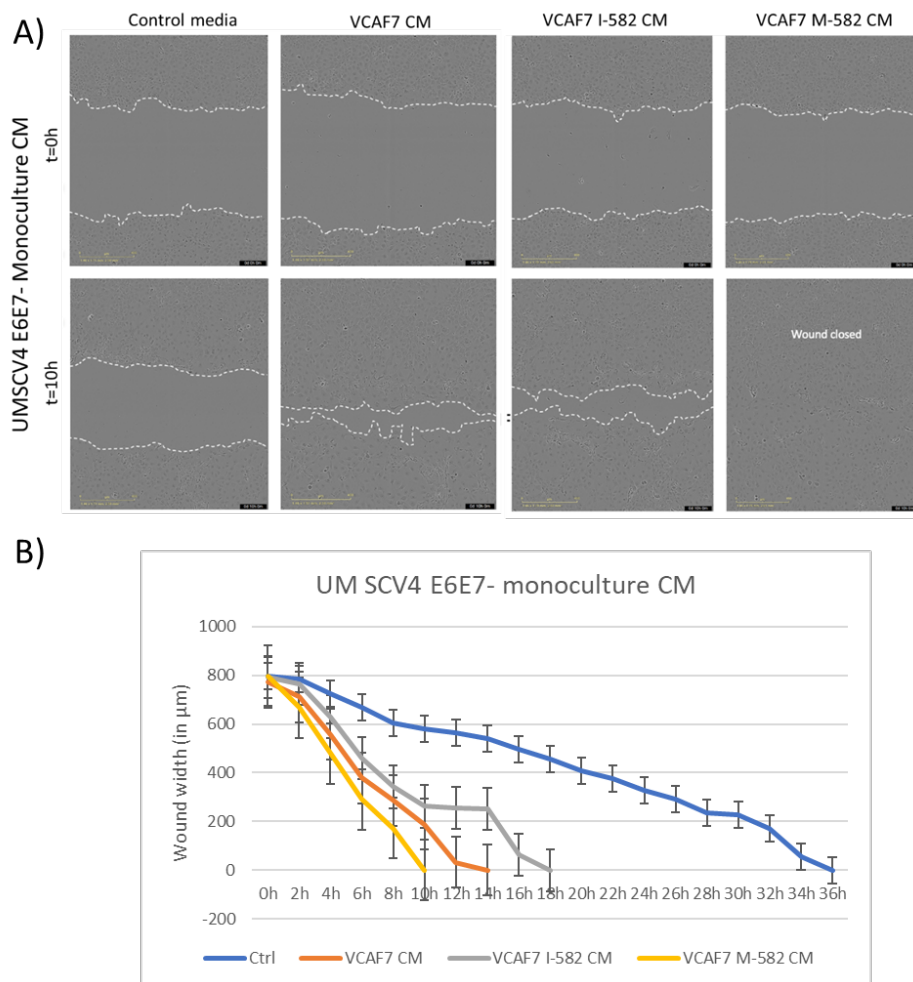 A)
Control media
VCAF7 CM
VCAF7 I-582 CM
VCAF7 M-582 CM
UMSCV4 E6E7- Monoculture CM
t=0h
t=10h
Wound closed
B)
UM SCV4 E6E7- monoculture CM
Wound width (in µm)
1000
800
600
400
200
0
-200
0h 2h 4h 6h 8h 10h 12h 14h 16h 18h 20h 22h 24h 26h 28h 30h 32h 34h 36h
Ctrl VCAF7 CM VCAF7 I-582 CM VCAF7 M-582 CM